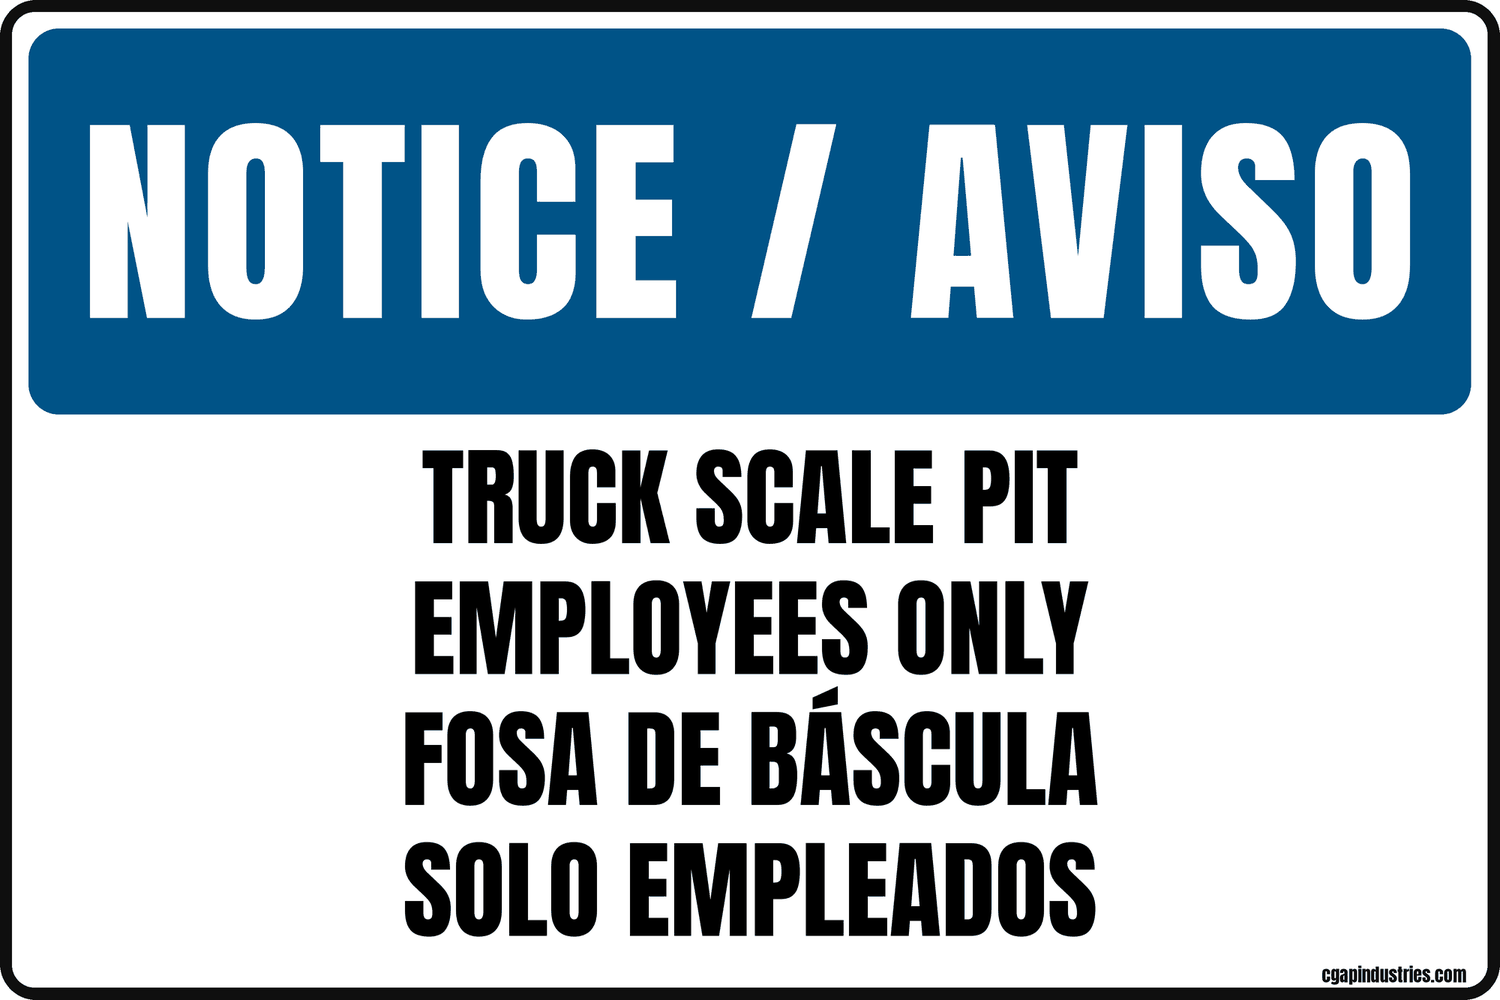 NOTICE / AVISO
TRUCK SCALE PIT
EMPLOYEES ONLY
FOSA DE BÁSCULA
SOLO EMPLEADOS
cgapindustries.com